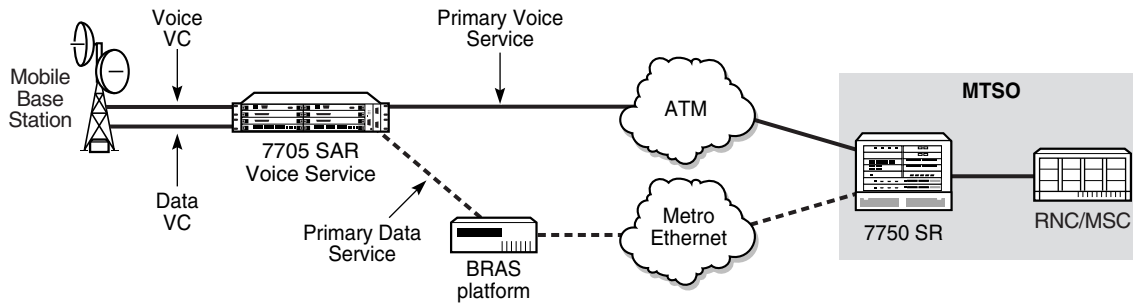 Voice
VC
Primary Voice
Service
Mobile
Base
Station
ATM
MTSO
7705 SAR
Voice Service
Data
VC
Primary Data
Service
BRAS
platform
Metro
Ethernet
7750 SR
RNC/MSC